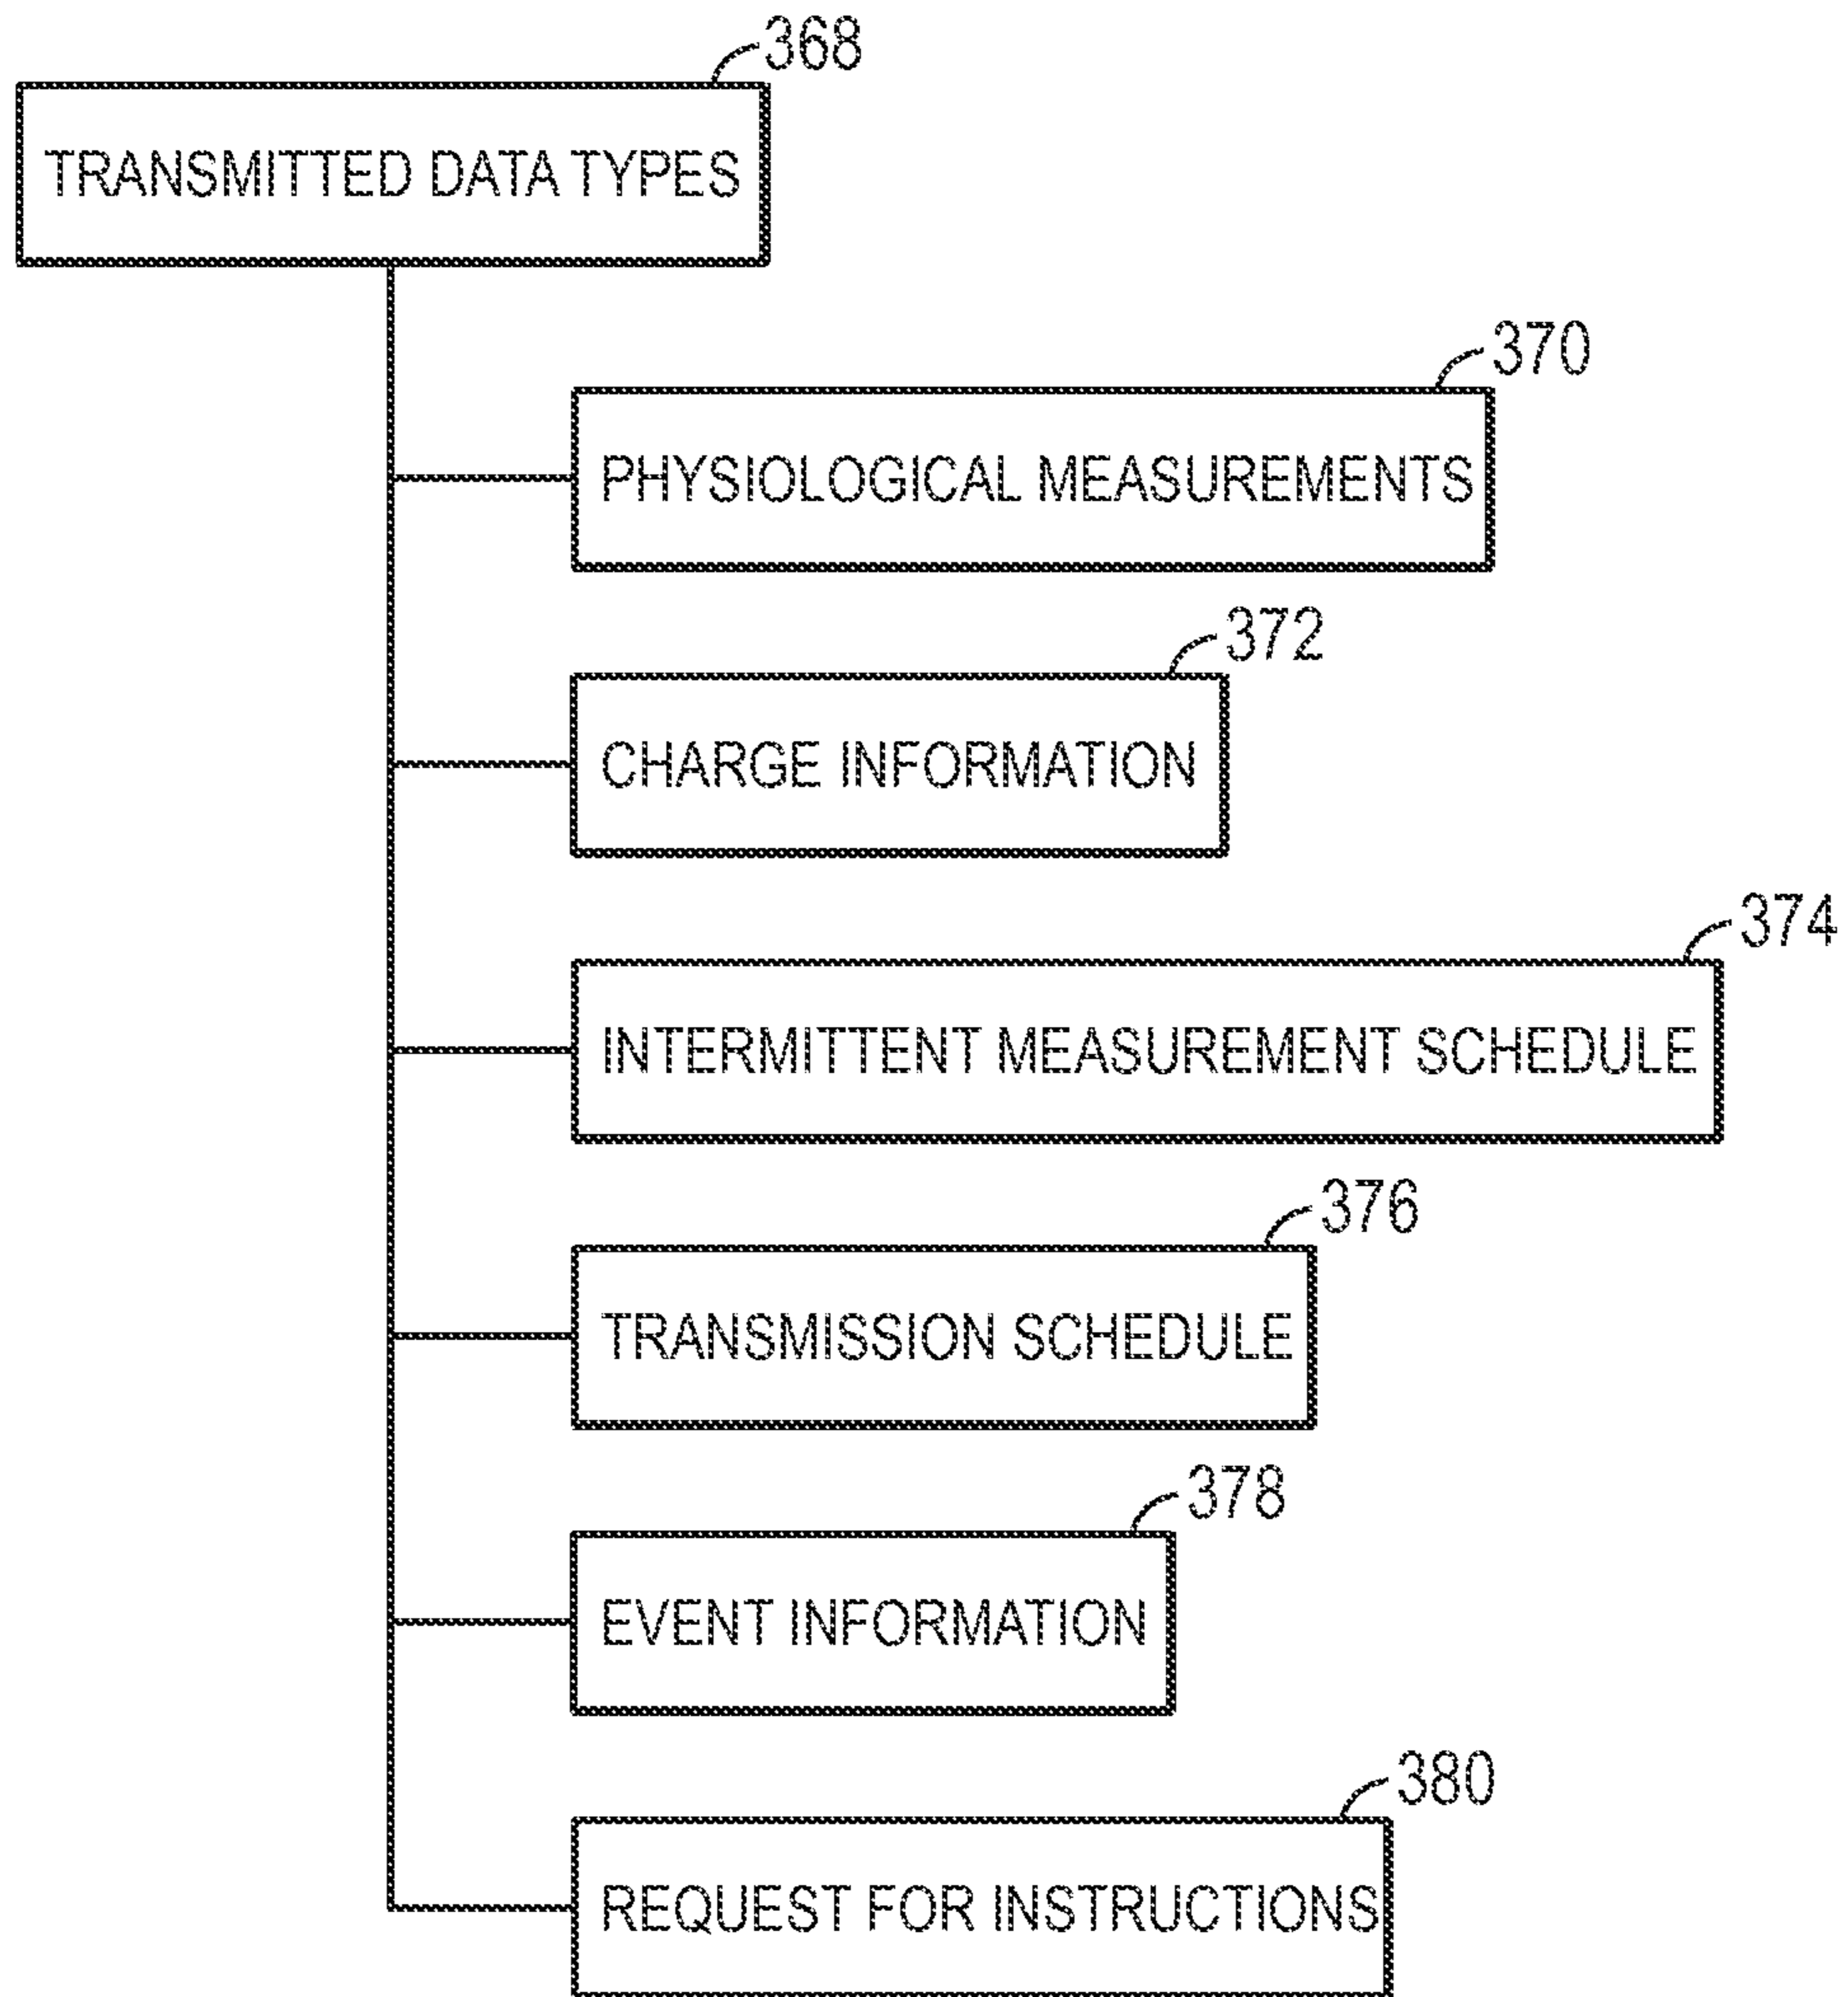 368
TRANSMITTED DATA TYPES
370
PHYSIOLOGICAL MEASUREMENTS
372
CHARGE INFORMATION
374
INTERMITTENT MEASUREMENT SCHEDULE
376
TRANSMISSION SCHEDULE
378
EVENT INFORMATION
380
REQUEST FOR INSTRUCTIONS